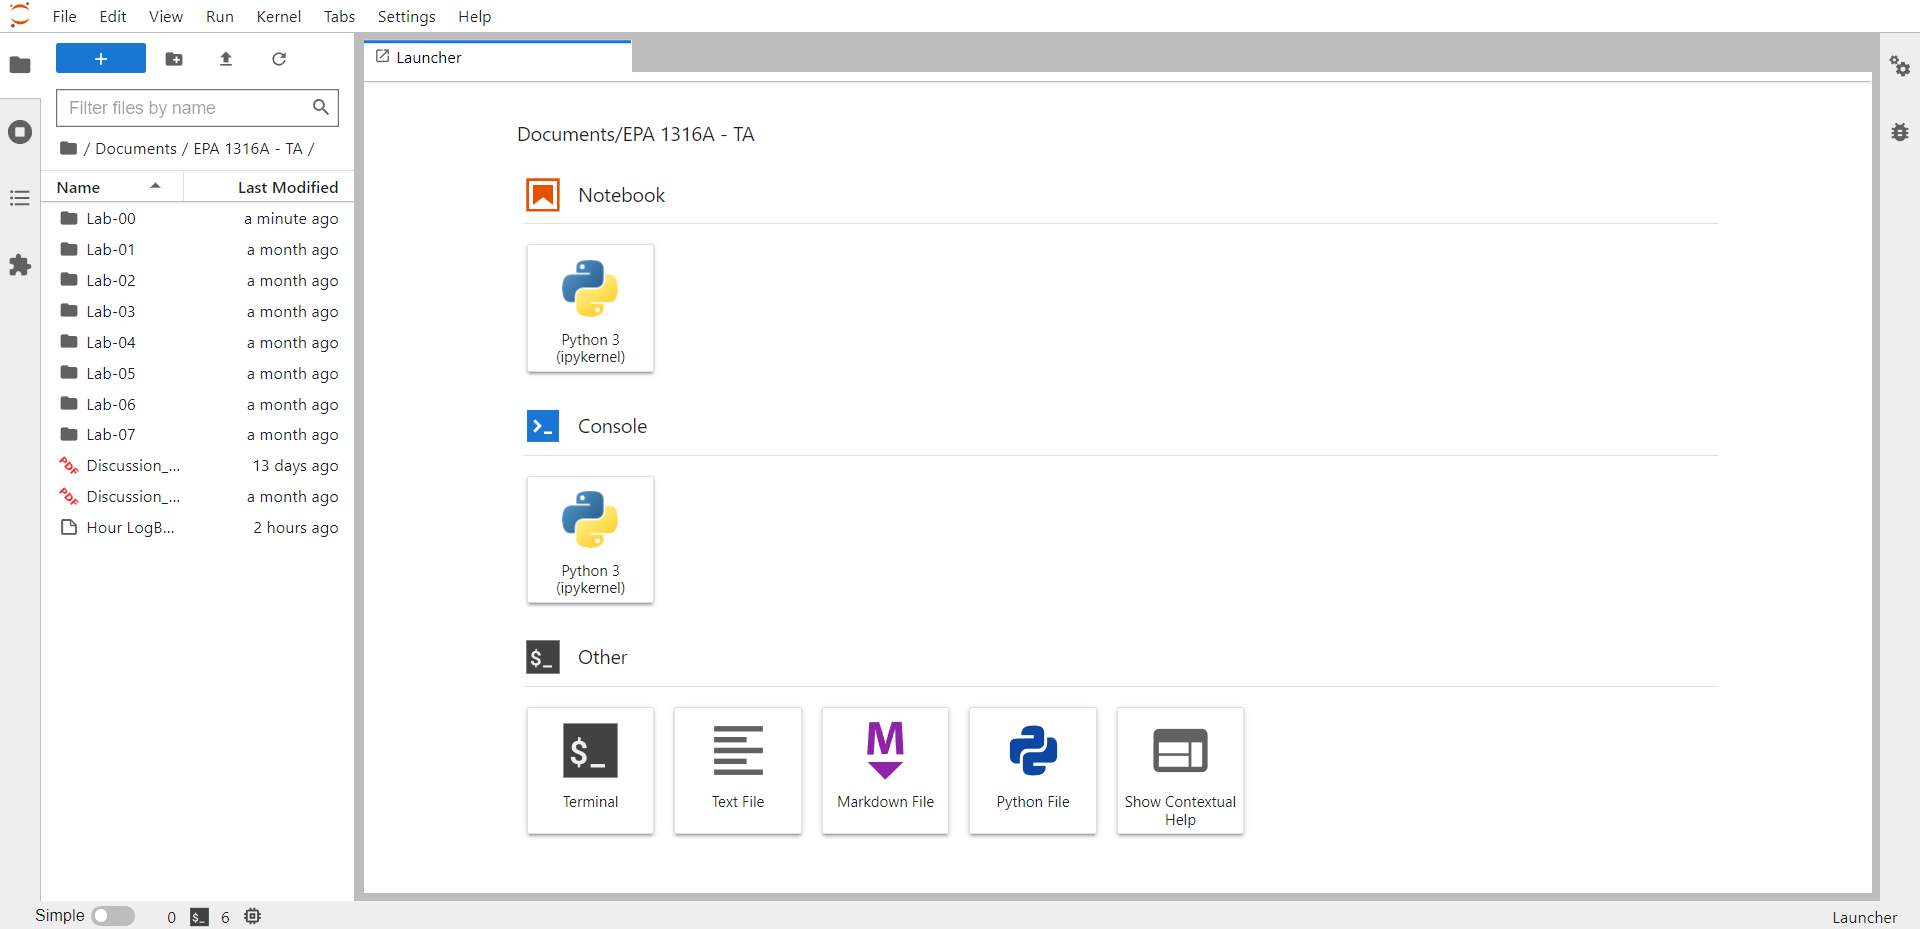 File Edit View Run Kernel Tabs Settings Help
Launcher
Filter files by name
/ Documents / EPA 1316A - TA /
Name Last Modified
Lab-00 a minute ago
Lab-01 a month ago
Lab-02 a month ago
Lab-03 a month ago
Lab-04 a month ago
Lab-05 a month ago
Lab-06 a month ago
Lab-07 a month ago
PDF Discussion_... 13 days ago
PDF Discussion_... a month ago
Hour LogB... 2 hours ago
Documents/EPA 1316A - TA
Notebook
Python 3
(ipykernel)
>_ Console
Python 3
(ipykernel)
$_ Other
$_
Terminal
Text File
M
Markdown File
Python File
Show Contextual
Help
Simple 0 $_ 6
Launcher